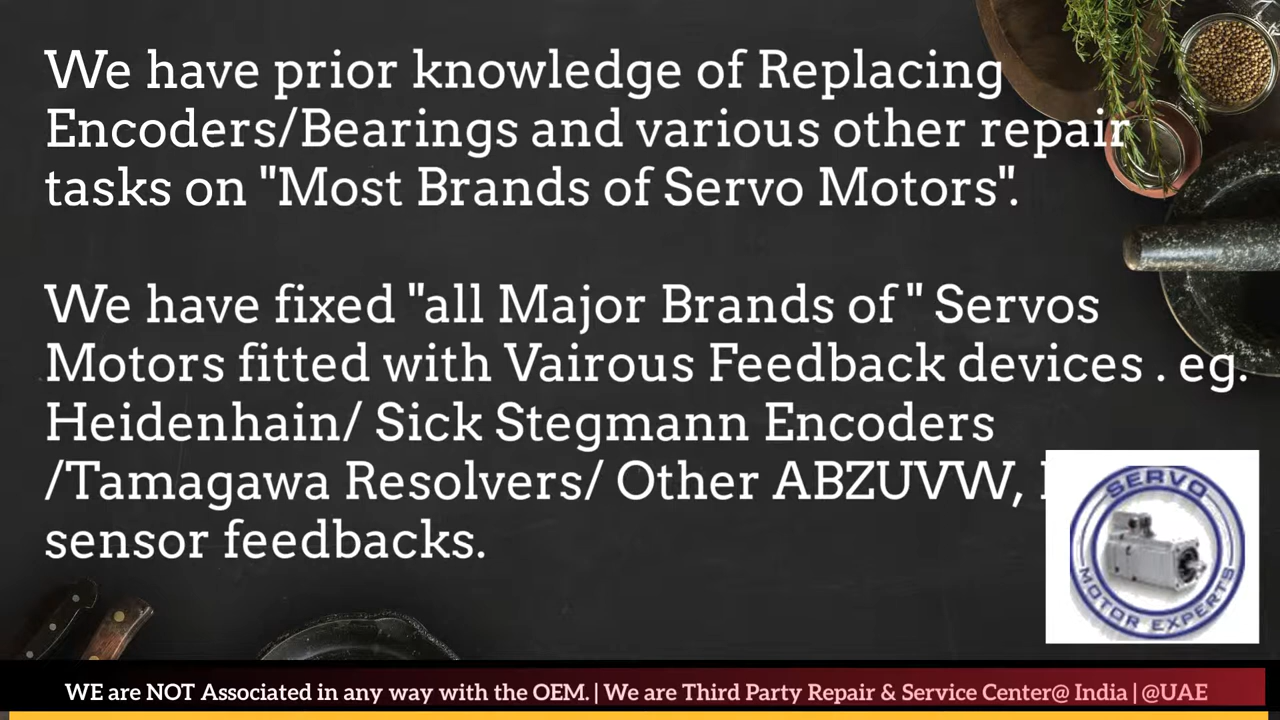 We have prior knowledge of Replacing
Encoders/Bearings and various other repair
tasks on "Most Brands of Servo Motors".
We have fixed "all Major Brands of " Servos
Motors fitted with Vairous Feedback devices . eg.
Heidenhain/ Sick Stegmann Encoders
/Tamagawa Resolvers/ Other ABZUVW,
sensor feedbacks.
SERVO
MOTOR EXPERTS
WE are NOT Associated in any way with the OEM. | We are Third Party Repair & Service Center@ India | @UAE